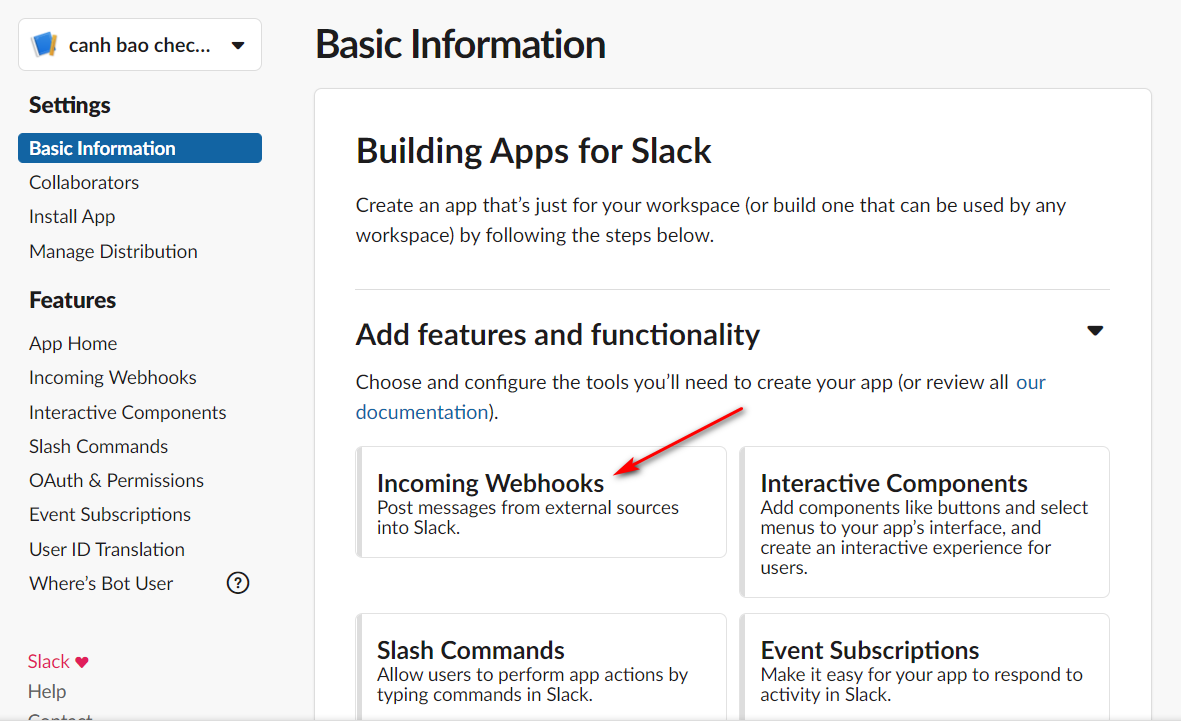 canh bao chec...
Settings
Basic Information
Collaborators
Install App
Manage Distribution
Features
App Home
Incoming Webhooks
Interactive Components
Slash Commands
OAuth & Permissions
Event Subscriptions
User ID Translation
Where’s Bot User
?
Slack ♥
Help
Contact
Basic Information
Building Apps for Slack
Create an app that’s just for your workspace (or build one that can be used by any
workspace) by following the steps below.
Add features and functionality
Choose and configure the tools you’ll need to create your app (or review all our
documentation).
Incoming Webhooks
Post messages from external sources
into Slack.
Interactive Components
Add components like buttons and select
menus to your app’s interface, and
create an interactive experience for
users.
Slash Commands
Allow users to perform app actions by
typing commands in Slack.
Event Subscriptions
Make it easy for your app to respond to
activity in Slack.